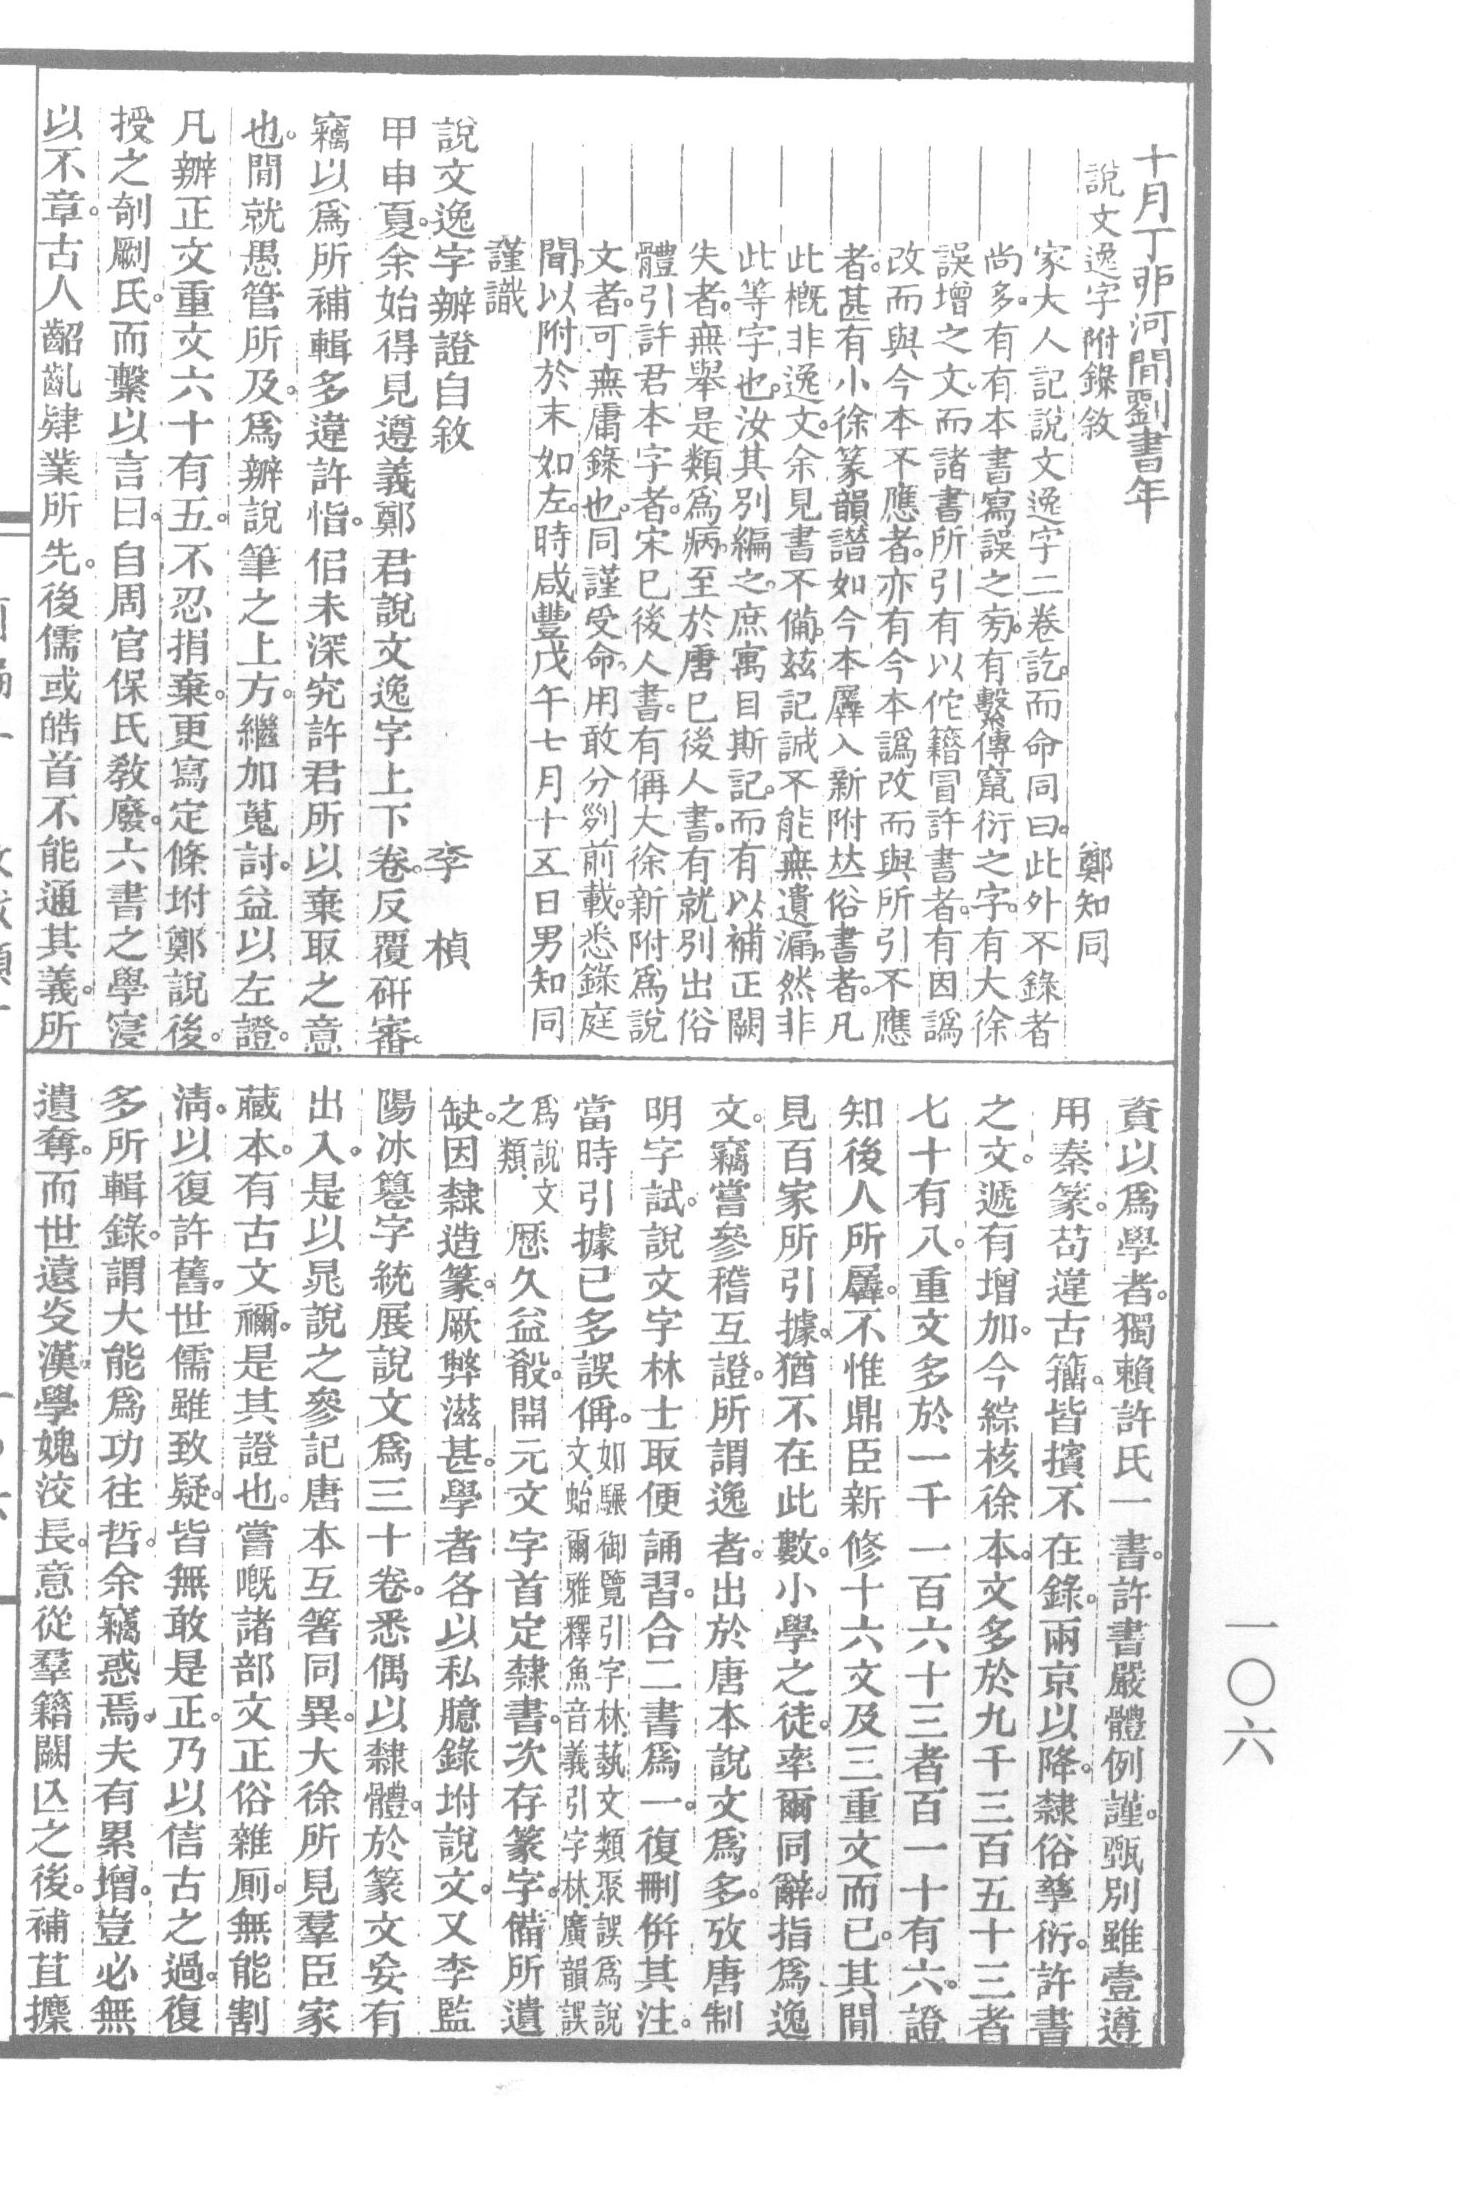 十月丁卯河間劉書年
說文逸字附錄敘　鄭知同
家大人記說文逸字二卷訖。而命同曰。此外不錄者
尚多。有有本書寫誤之㫄。有繫傳竄衍之字。有大徐
誤增之文。而諸書所引有以佗籍冒許書者。有因譌
改而與今本不應者。亦有今本譌改而與所引不應
者。甚有小徐篆韻譜如今本羼入新附㠪俗書者。凡
此槪非逸文。余見書不備。兹記誠不能無遺漏。然非
此等字也。汝其別編之。庶寓目斯記。而有以補正闕
失者。無舉是類爲病。至於唐已後人書。有就別出俗
體引許君本字者。宋已後人書。有偁大徐新附爲說
文者。可無庸錄也。同謹受命。用敢分別前載。悉錄庭
聞。以附於末如左。時咸豐戊午七月十五日男知同
謹識
說文逸字辦證自敘　李楨
甲申夏。余始得見遵義鄭君說文逸字上下卷。反覆硏審。
竊以爲所補輯多違許恉。佀未深究許君所以棄取之意
也。閒就愚管所及。爲辦說筆之上方。繼加蒐討。益以左證。
凡辦正文重文六十有五。不忍捐棄。更寫定條坿鄭說後。
授之剞劂氏。而繫以言曰。自周官保氏敎廢。六書之學寖
以不章。古人齠齓肄業所先。後儒或皓首不能通其義。所
資以爲學者。獨賴許氏一書。許書嚴體例。謹甄別。雖壹遵
用秦篆。苟違古籒。皆擯不在錄。兩京以降。隸俗孳衍。許書
之文。遞有增加。今綜核徐本。文多於九千三百五十三者
七十有八。重文多於一千一百六十三者百一十有六。證
知後人所羼。不惟鼎臣新修十六文及三重文而已。其閒
見百家所引據。猶不在此數。小學之徒。率爾同辭。指爲逸
文。竊嘗參稽互證。所謂逸者。出於唐本說文爲多。攷唐制
明字試。說文字林士取便誦習。合二書爲一。復刪倂其注。
當時引據已多誤偁。如騵御覽引字林。蓺文類聚誤爲說
文。蛤爾雅釋魚音義引字林。廣韻誤
爲說文
之類。歷久益殽。開元文字首定隸書。次存篆字。備所遺
缺。因隸造篆。厥弊滋甚。學者各以私臆錄坿說文。又李監
陽冰篹字統展說文爲三十卷。悉偶以隸體。於篆文妄有
出入。是以晁說之參記唐本互箸同異。大徐所見羣臣家
藏本。有古文禰。是其證也。嘗嘅諸部文正俗雜厠。無能割
淸。以復許舊。世儒雖致疑。皆無敢是正。乃以信古之過。復
多所輯錄。謂大能爲功往哲。余竊惑焉。夫有累增。豈必無
遺奪。而世遠夌漢。學媿洨長。意從羣籍闕亾之後。補苴攈
一〇六